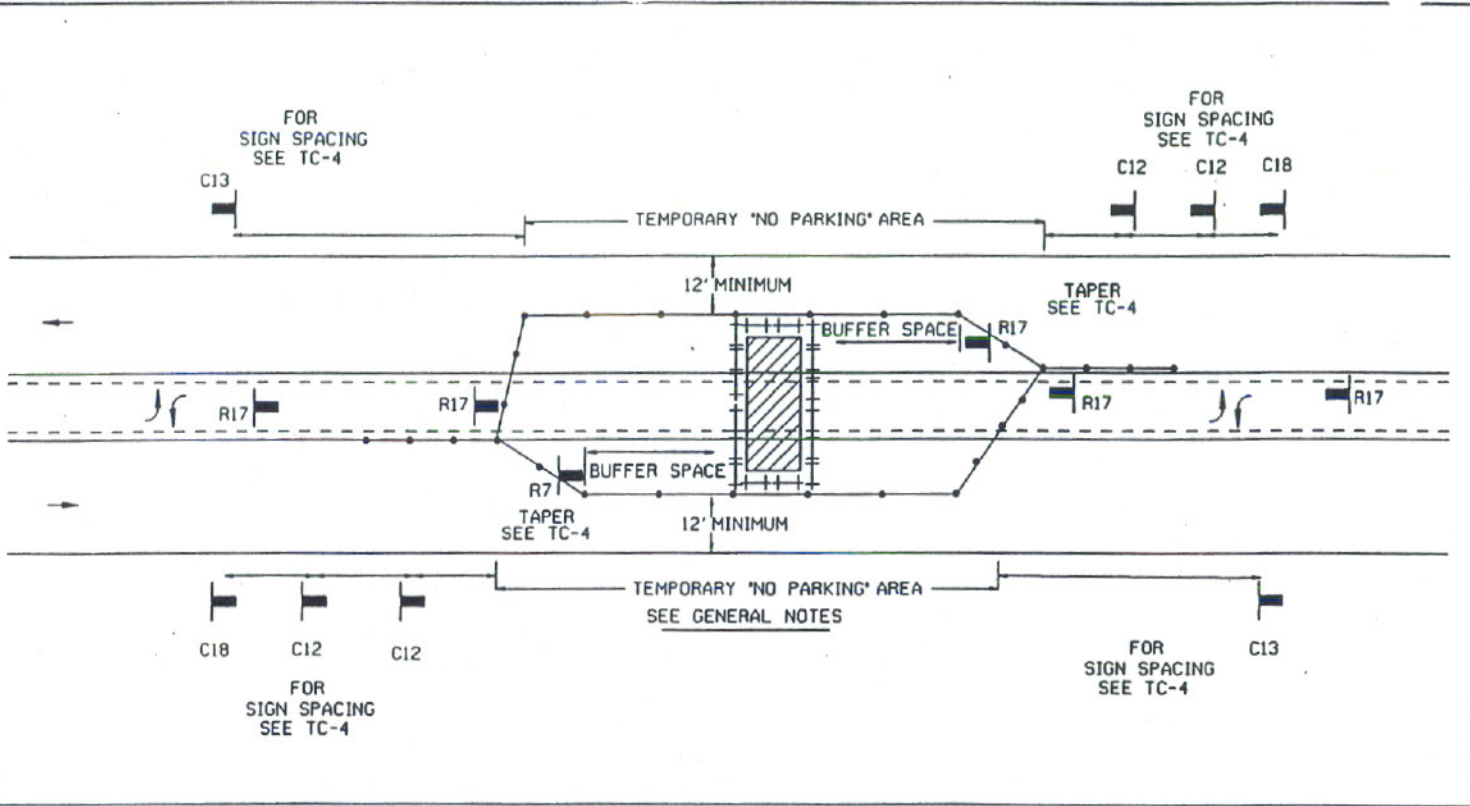 FOR
SIGN SPACING
SEE TC-4
C13
FOR
SIGN SPACING
SEE TC-4
C12
C12
C18
TEMPORARY "NO PARKING" AREA
12' MINIMUM
TAPER
SEE TC-4
BUFFER SPACE
R17
R17
R17
R17
R17
BUFFER SPACE
R7
TAPER
SEE TC-4
12' MINIMUM
TEMPORARY "NO PARKING" AREA
SEE GENERAL NOTES
C18
C12
C12
FOR
SIGN SPACING
SEE TC-4
FOR
SIGN SPACING
SEE TC-4
C13